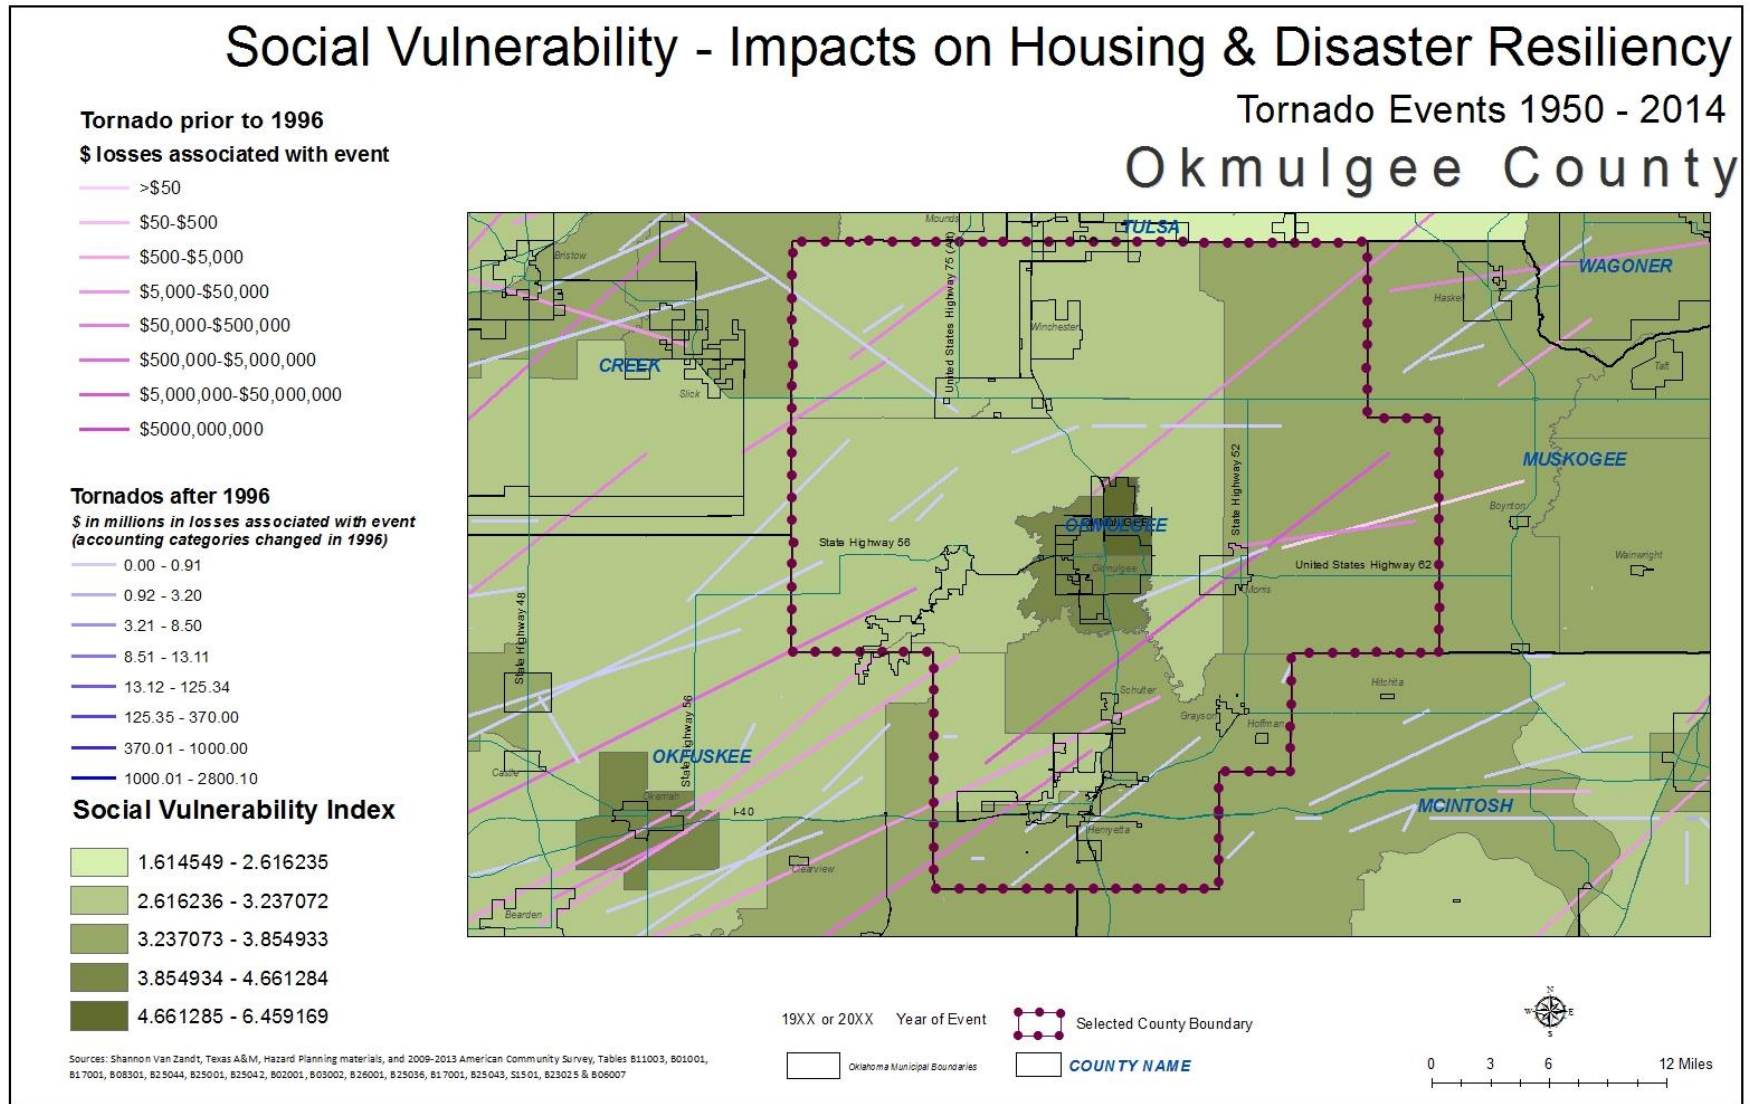 Social Vulnerability - Impacts on Housing & Disaster Resiliency
Tornado Events 1950 - 2014
Okmulgee County
Tornado prior to 1996
$ losses associated with event
>$50
$50-$500
$500-$5,000
$5,000-$50,000
$50,000-$500,000
$500,000-$5,000,000
$5,000,000-$50,000,000
$5000,000,000
Tornados after 1996
$ in millions in losses associated with event
(accounting categories changed in 1996)
0.00 - 0.91
0.92 - 3.20
3.21 - 8.50
8.51 - 13.11
13.12 - 125.34
125.35 - 370.00
370.01 - 1000.00
1000.01 - 2800.10
Social Vulnerability Index
1.614549 - 2.616235
2.616236 - 3.237072
3.237073 - 3.854933
3.854934 - 4.661284
4.661285 - 6.459169
Mounds
TULSA
Bristow
WAGONER
Haskell
United States Highway 75 (Alt)
Winchester
CREEK
Slick
Taft
State Highway 52
MUSKOGEE
Boynton
OKMULGEE
State Highway 56
Okmulgee
Wainwright
United States Highway 62
Morris
State Highway 48
Schulter
Hitchita
Grayson
Hoffman
State Highway 56
OKFUSKEE
Castle
Okemah
I-40
MCINTOSH
Henryetta
Clearview
Bearden
19XX or 20XX Year of Event
Selected County Boundary
Oklahoma Municipal Boundaries
COUNTY NAME
N
W
E
S
0 3 6 12 Miles
Sources: Shannon Van Zandt, Texas A&M, Hazard Planning materials, and 2009-2013 American Community Survey, Tables B11003, B01001,
B17001, B08301, B25044, B25001, B25042, B02001, B03002, B26001, B25036, B17001, B25043, S1501, B23025 & B06007